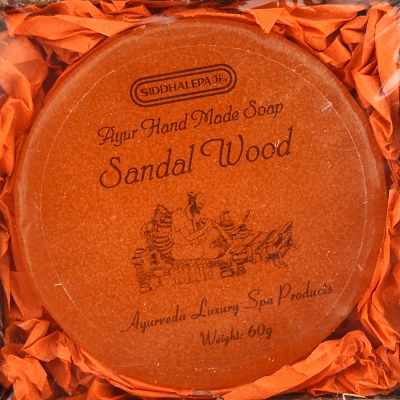 SIDDHALEPA
Ayur Hand Made Soap
Sandal Wood
Ayurveda Luxury Spa Products
Weight: 60g